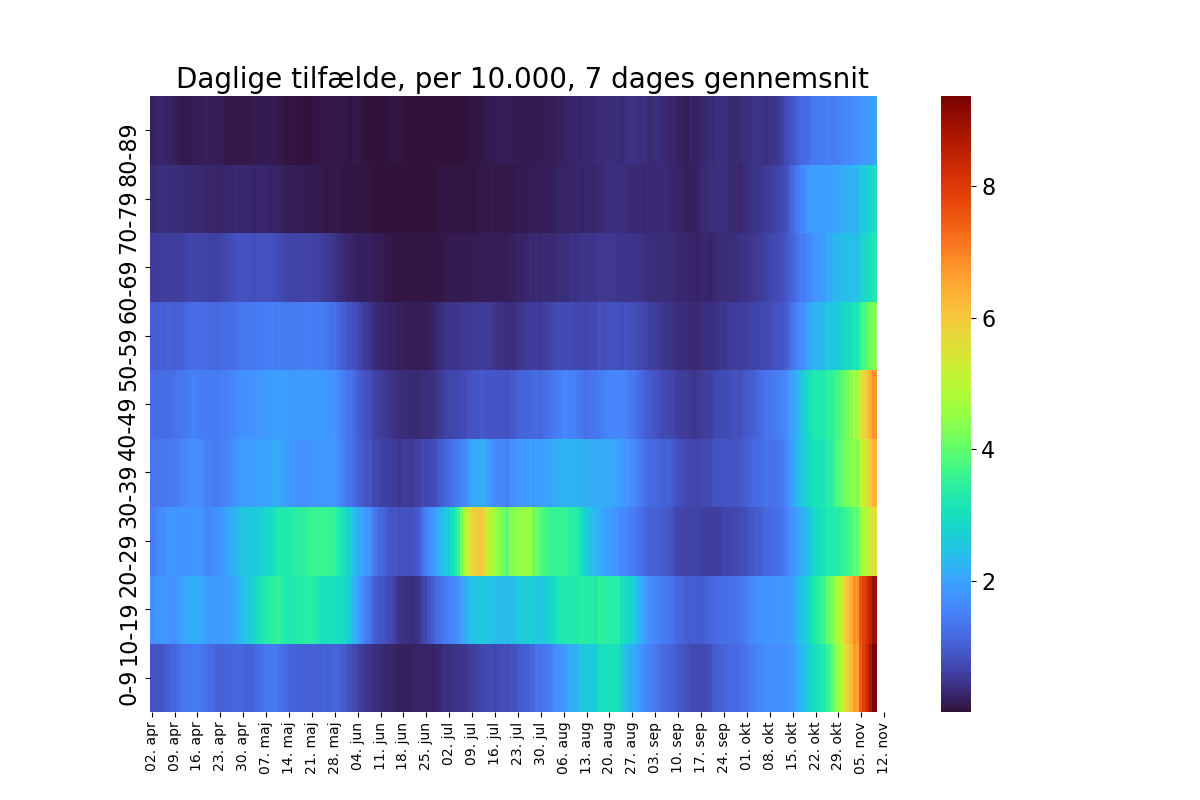 Daglige tilfælde, per 10.000, 7 dages gennemsnit
80-89
70-79
60-69
50-59
40-49
30-39
20-29
10-19
0-9
8
6
4
2
02. apr
09. apr
16. apr
23. apr
30. apr
07. maj
14. maj
21. maj
28. maj
04. jun
11. jun
18. jun
25. jun
02. jul
09. jul
16. jul
23. jul
30. jul
06. aug
13. aug
20. aug
27. aug
03. sep
10. sep
17. sep
24. sep
01. okt
08. okt
15. okt
22. okt
29. okt
05. nov
12. nov